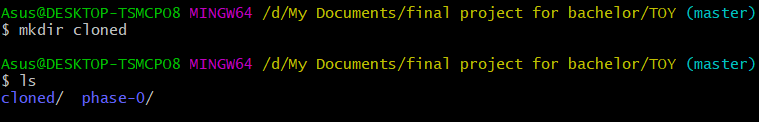 Asus@DESKTOP-TSMCPO8 MINGW64 /d/My Documents/final project for bachelor/TOY (master)
$ mkdir cloned
Asus@DESKTOP-TSMCPO8 MINGW64 /d/My Documents/final project for bachelor/TOY (master)
$ ls
cloned/  phase-0/